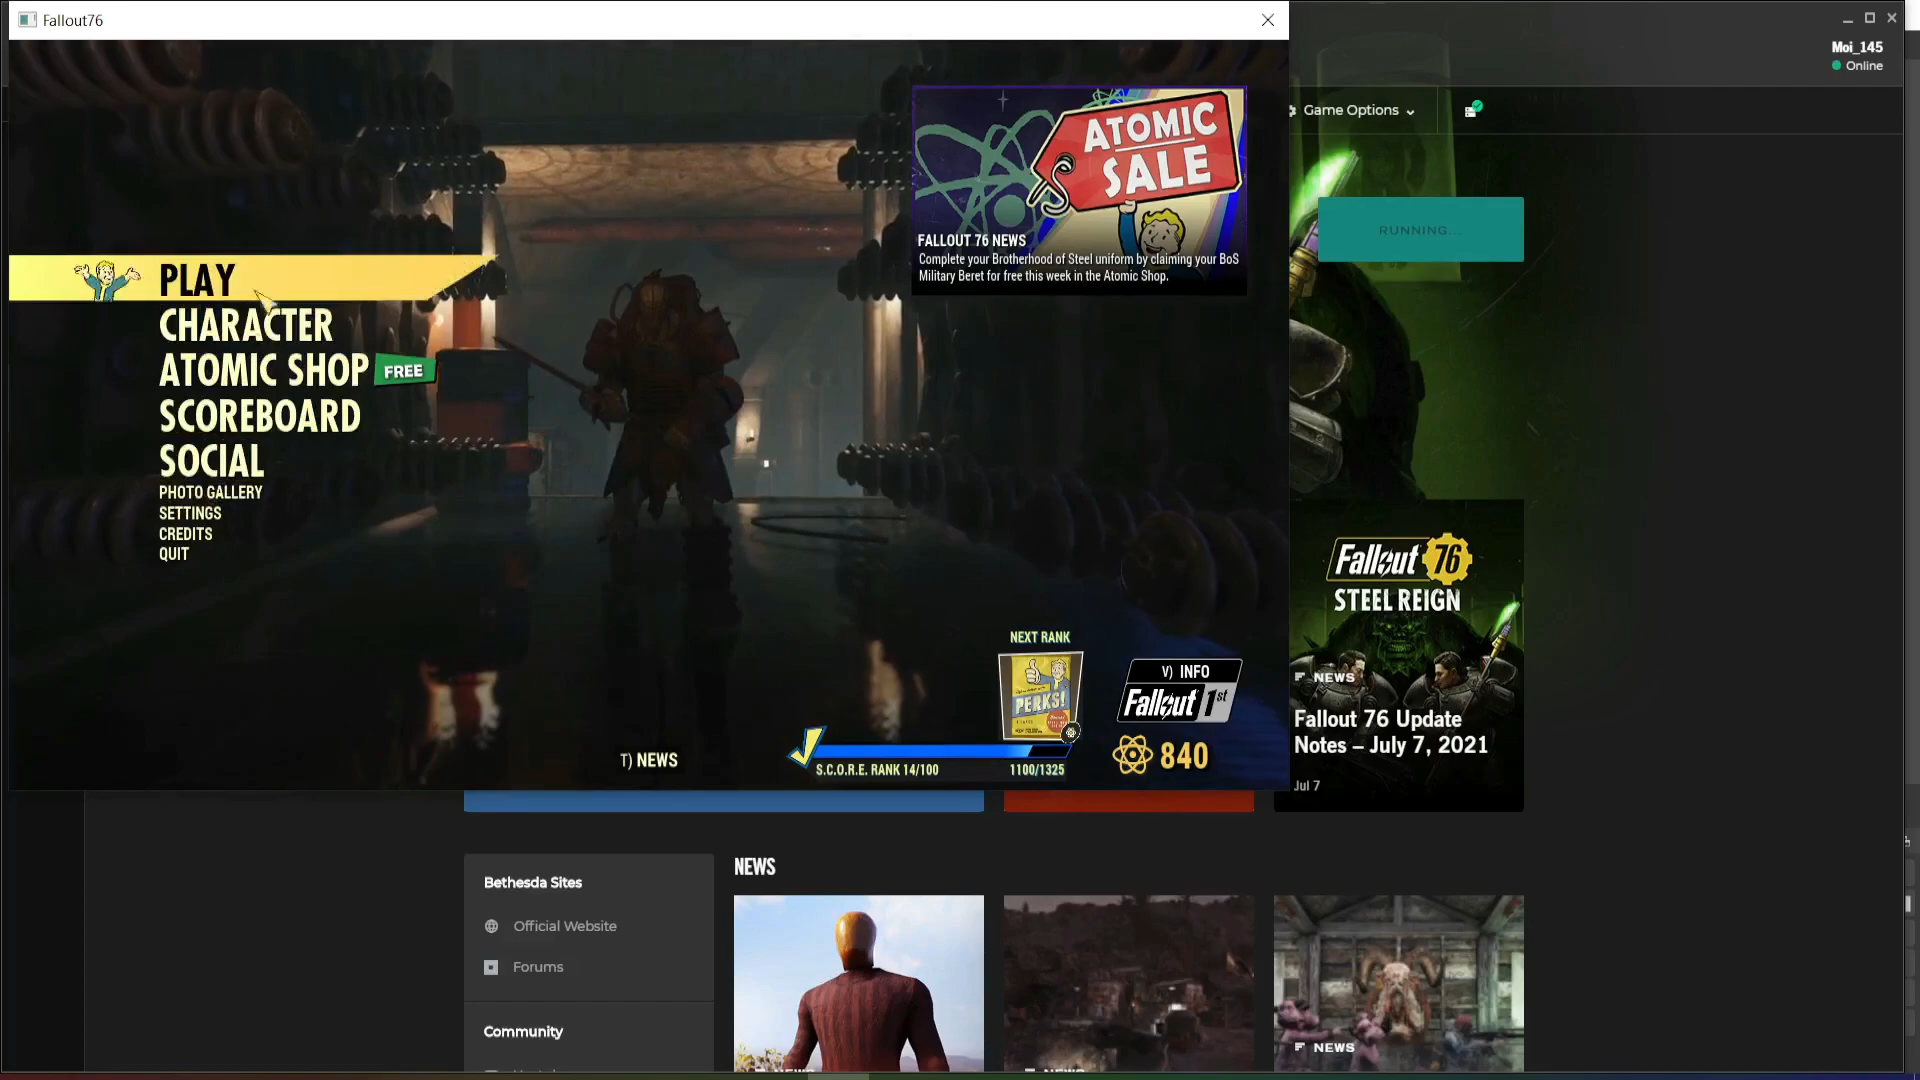 Fallout76
Moi_145
Online
Game Options
RUNNING...
ATOMIC
SALE
FALLOUT 76 NEWS
Complete your Brotherhood of Steel uniform by claiming your BoS
Military Beret for free this week in the Atomic Shop.
PLAY
CHARACTER
ATOMIC SHOP FREE
SCOREBOARD
SOCIAL
PHOTO GALLERY
SETTINGS
CREDITS
QUIT
NEXT RANK
PERKS!
V) INFO
Fallout 1st
T) NEWS
S.C.O.R.E. RANK 14/100
1100/1325
840
Fallout 76
STEEL REIGN
NEWS
Fallout 76 Update
Notes – July 7, 2021
Jul 7
Bethesda Sites
Official Website
Forums
Community
NEWS
NEWS